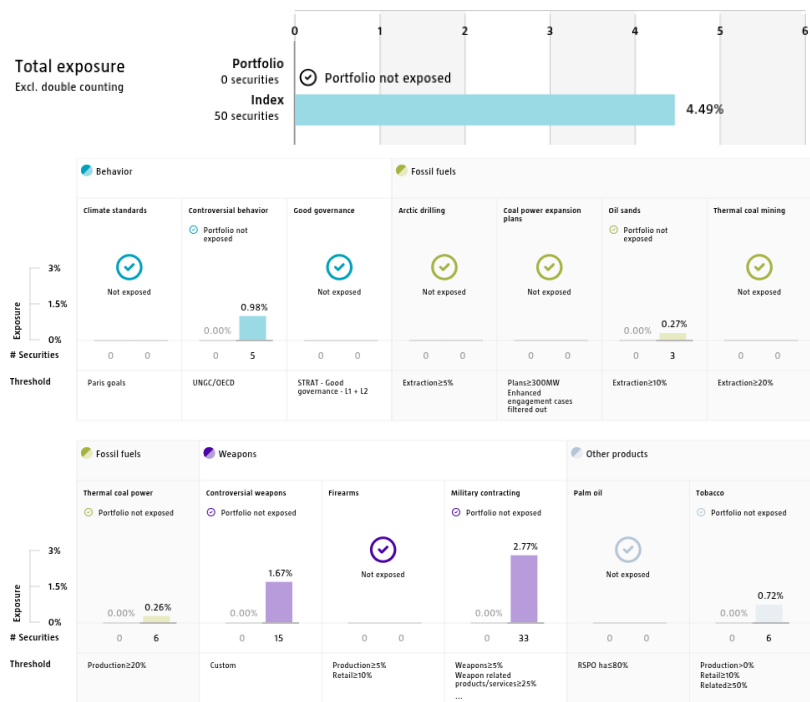 0 1 2 3 4 5 6
Total exposure
Excl. double counting
Portfolio
0 securities
Portfolio not exposed
Index
50 securities
4.49%
Behavior
Fossil fuels
Climate standards
Controversial behavior
Good governance
Arctic drilling
Coal power expansion
plans
Oil sands
Thermal coal mining
Portfolio not
exposed
Portfolio not
exposed
Not exposed
Not exposed
Not exposed
Not exposed
Not exposed
Exposure
3%
1.5%
0%
0.00%
0.98%
0.00%
0.27%
# Securities
0 0 0 5 0 0 0 0 0 0 0 3 0 0
Threshold
Paris goals
UNGC/OECD
STRAT - Good
governance - L1 + L2
Extraction≥5%
Plans≥300MW
Enhanced
engagement cases
filtered out
Extraction≥10%
Extraction≥20%
Fossil fuels
Weapons
Other products
Thermal coal power
Controversial weapons
Firearms
Military contracting
Palm oil
Tobacco
Portfolio not exposed
Portfolio not exposed
Portfolio not exposed
Portfolio not exposed
Not exposed
Not exposed
Exposure
3%
1.5%
0%
0.00%
0.26%
0.00%
1.67%
0.00%
2.77%
0.00%
0.72%
# Securities
0 6 0 15 0 0 0 33 0 0 0 6
Threshold
Production≥20%
Custom
Production≥5%
Retail≥10%
Weapons≥5%
Weapon related
products/services≥25%
...
RSPO ha≤80%
Production>0%
Retail≥10%
Related≥50%